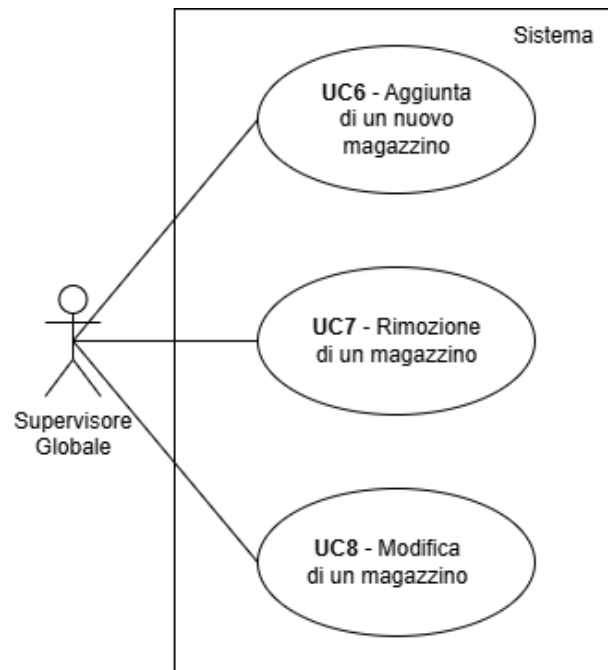 Sistema
UC6 - Aggiunta
di un nuovo
magazzino
UC7 - Rimozione
di un magazzino
Supervisore
Globale
UC8 - Modifica
di un magazzino